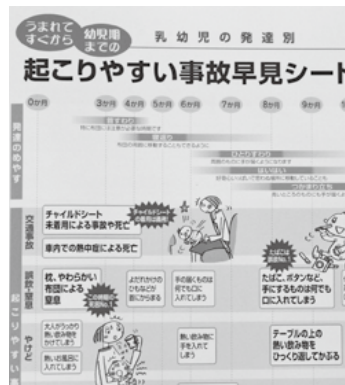 うまれて
すぐから
幼児期
までの
乳幼児の発達別
起こりやすい事故早見シート
0か月
3か月
4か月
5か月
6か月
7か月
8か月
9か月
発達のめやす
首すわり
寝返り
ひとりすわり
はいはい
つかまり立ち
起こりやすい
交通事故
チャイルドシート
未着用による事故や死亡
車内での熱中症による死亡
誤飲・窒息
枕、やわらかい
布団による
窒息
よだれかけの
ひもなどが
首にからまる
手の届くものは
何でも口に
入れてしまう
たばこ、ボタンなど、
手にするものは何でも
口に入れてしまう
やけど
大人がうっかり
熱い飲み物を
かけてしまう
熱いお風呂に
入れてしまう
熱い飲み物に
手を入れて
しまう
テーブルの上の
熱い飲み物を
ひっくり返してかぶる